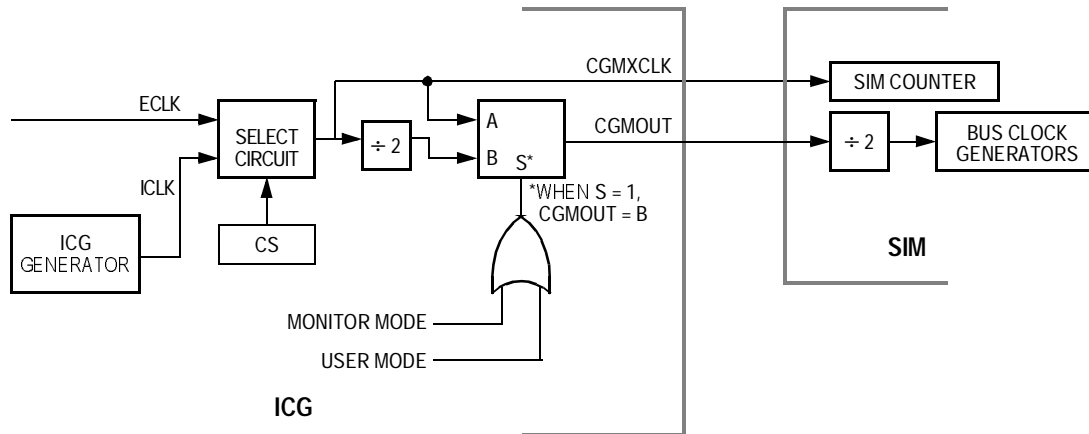 CGMXCLK
SIM COUNTER
ECLK
SELECT
CIRCUIT
÷ 2
A
B
S*
CGMOUT
÷ 2
BUS CLOCK
GENERATORS
ICLK
*WHEN S = 1,
CGMOUT = B
ICG
GENERATOR
CS
SIM
MONITOR MODE
USER MODE
ICG